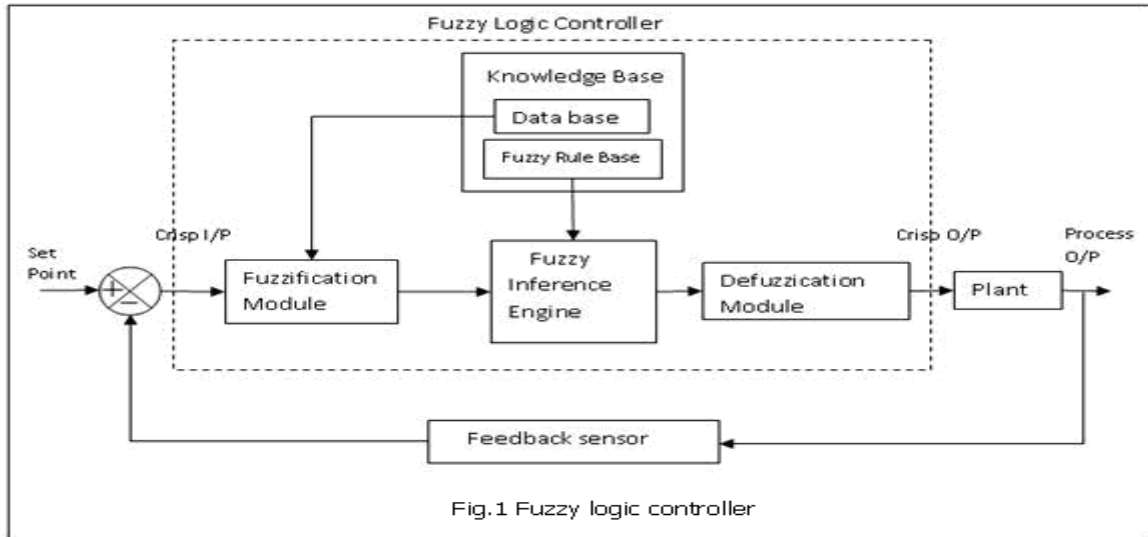 Fuzzy Logic Controller
Knowledge Base
Data base
Fuzzy Rule Base
Crisp I/P
Crisp O/P
Process
O/P
Set
Point
+
−
Fuzzification
Module
Fuzzy
Inference
Engine
Defuzzication
Module
Plant
Feedback sensor
Fig.1 Fuzzy logic controller